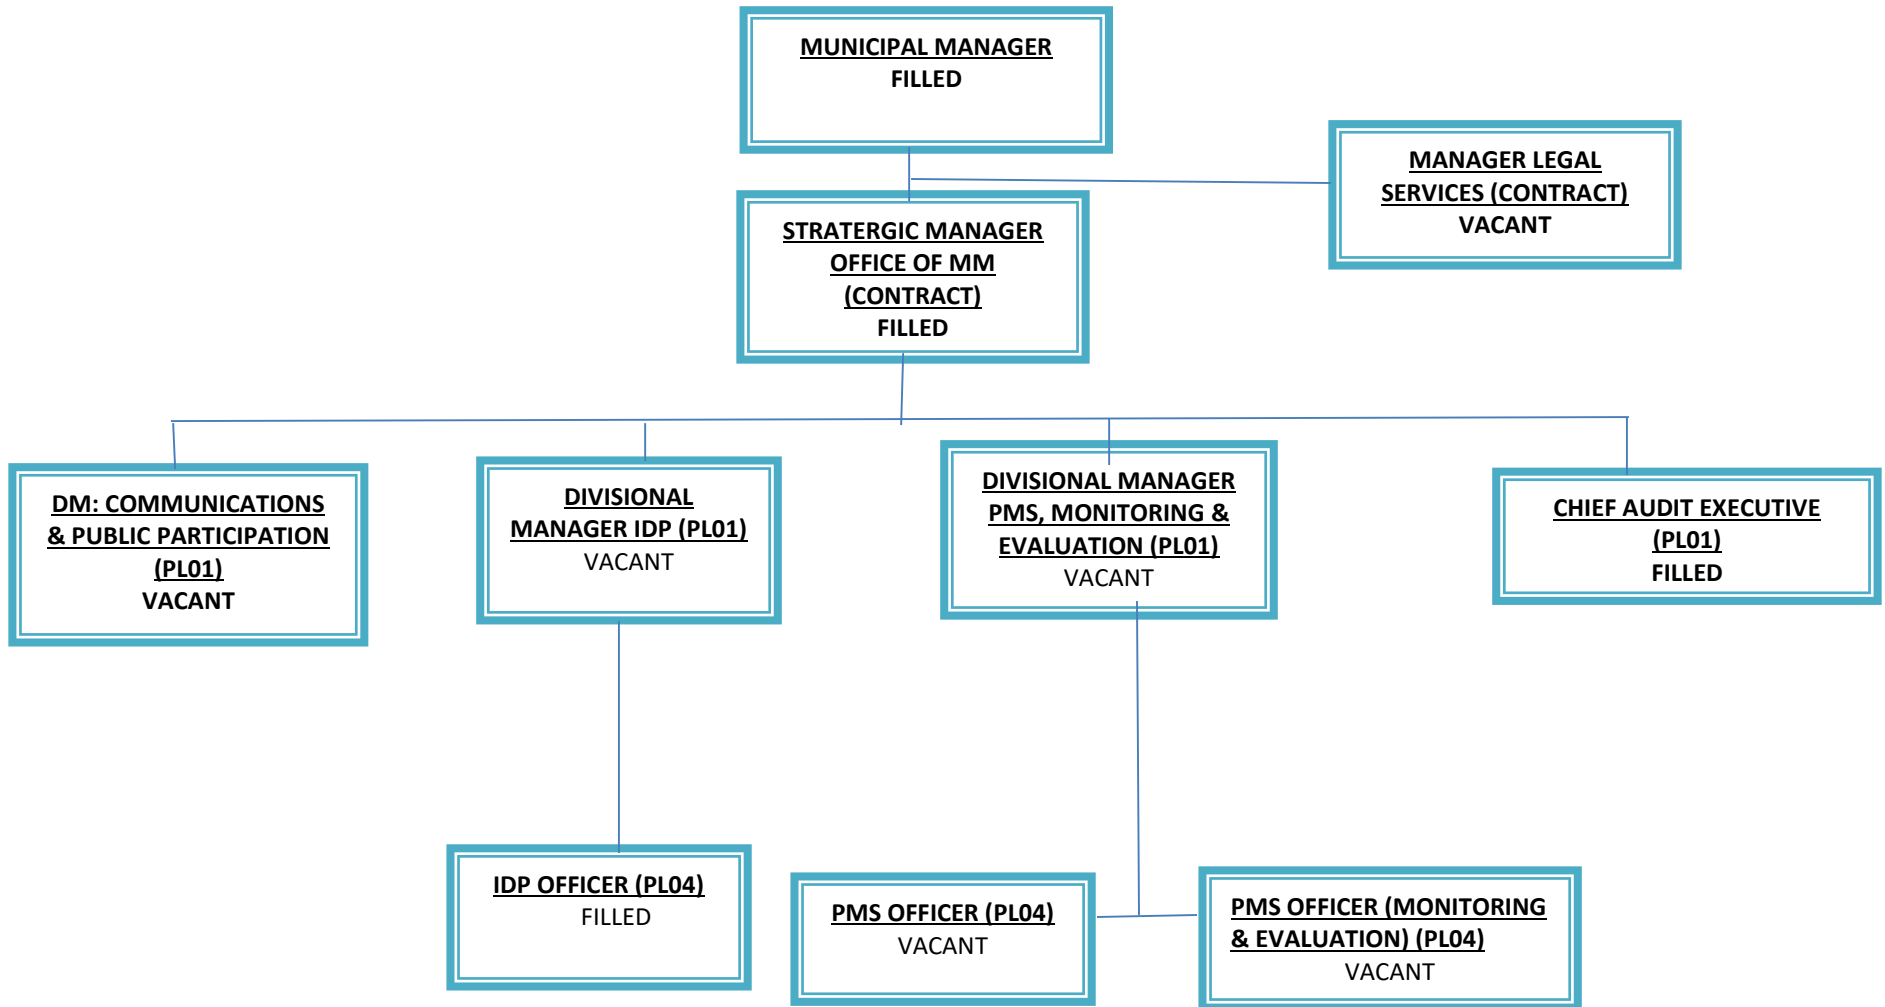 MUNICIPAL MANAGER
FILLED
MANAGER LEGAL
SERVICES (CONTRACT)
VACANT
STRATERGIC MANAGER
OFFICE OF MM
(CONTRACT)
FILLED
DM: COMMUNICATIONS
& PUBLIC PARTICIPATION
(PL01)
VACANT
DIVISIONAL
MANAGER IDP (PL01)
VACANT
DIVISIONAL MANAGER
PMS, MONITORING &
EVALUATION (PL01)
VACANT
CHIEF AUDIT EXECUTIVE
(PL01)
FILLED
IDP OFFICER (PL04)
FILLED
PMS OFFICER (PL04)
VACANT
PMS OFFICER (MONITORING
& EVALUATION) (PL04)
VACANT